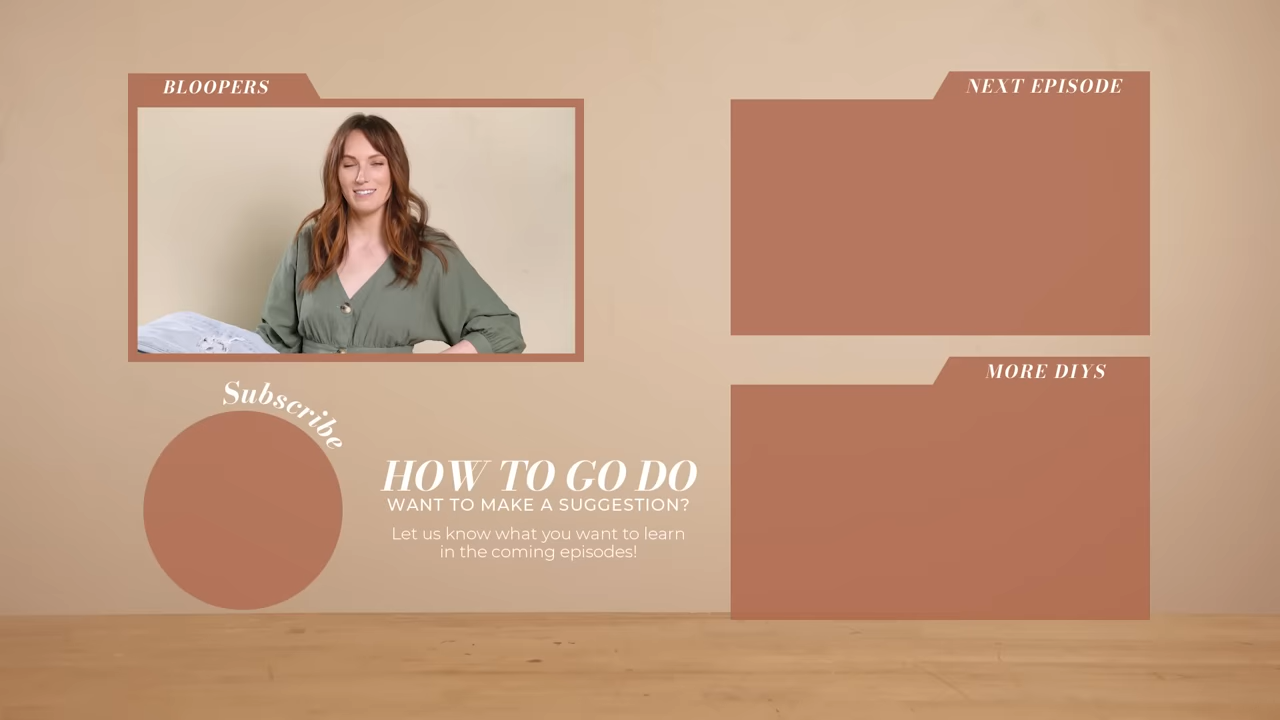 BLOOPERS
NEXT EPISODE
MORE DIYS
Subscribe
HOW TO GO DO
WANT TO MAKE A SUGGESTION?
Let us know what you want to learn
in the coming episodes!